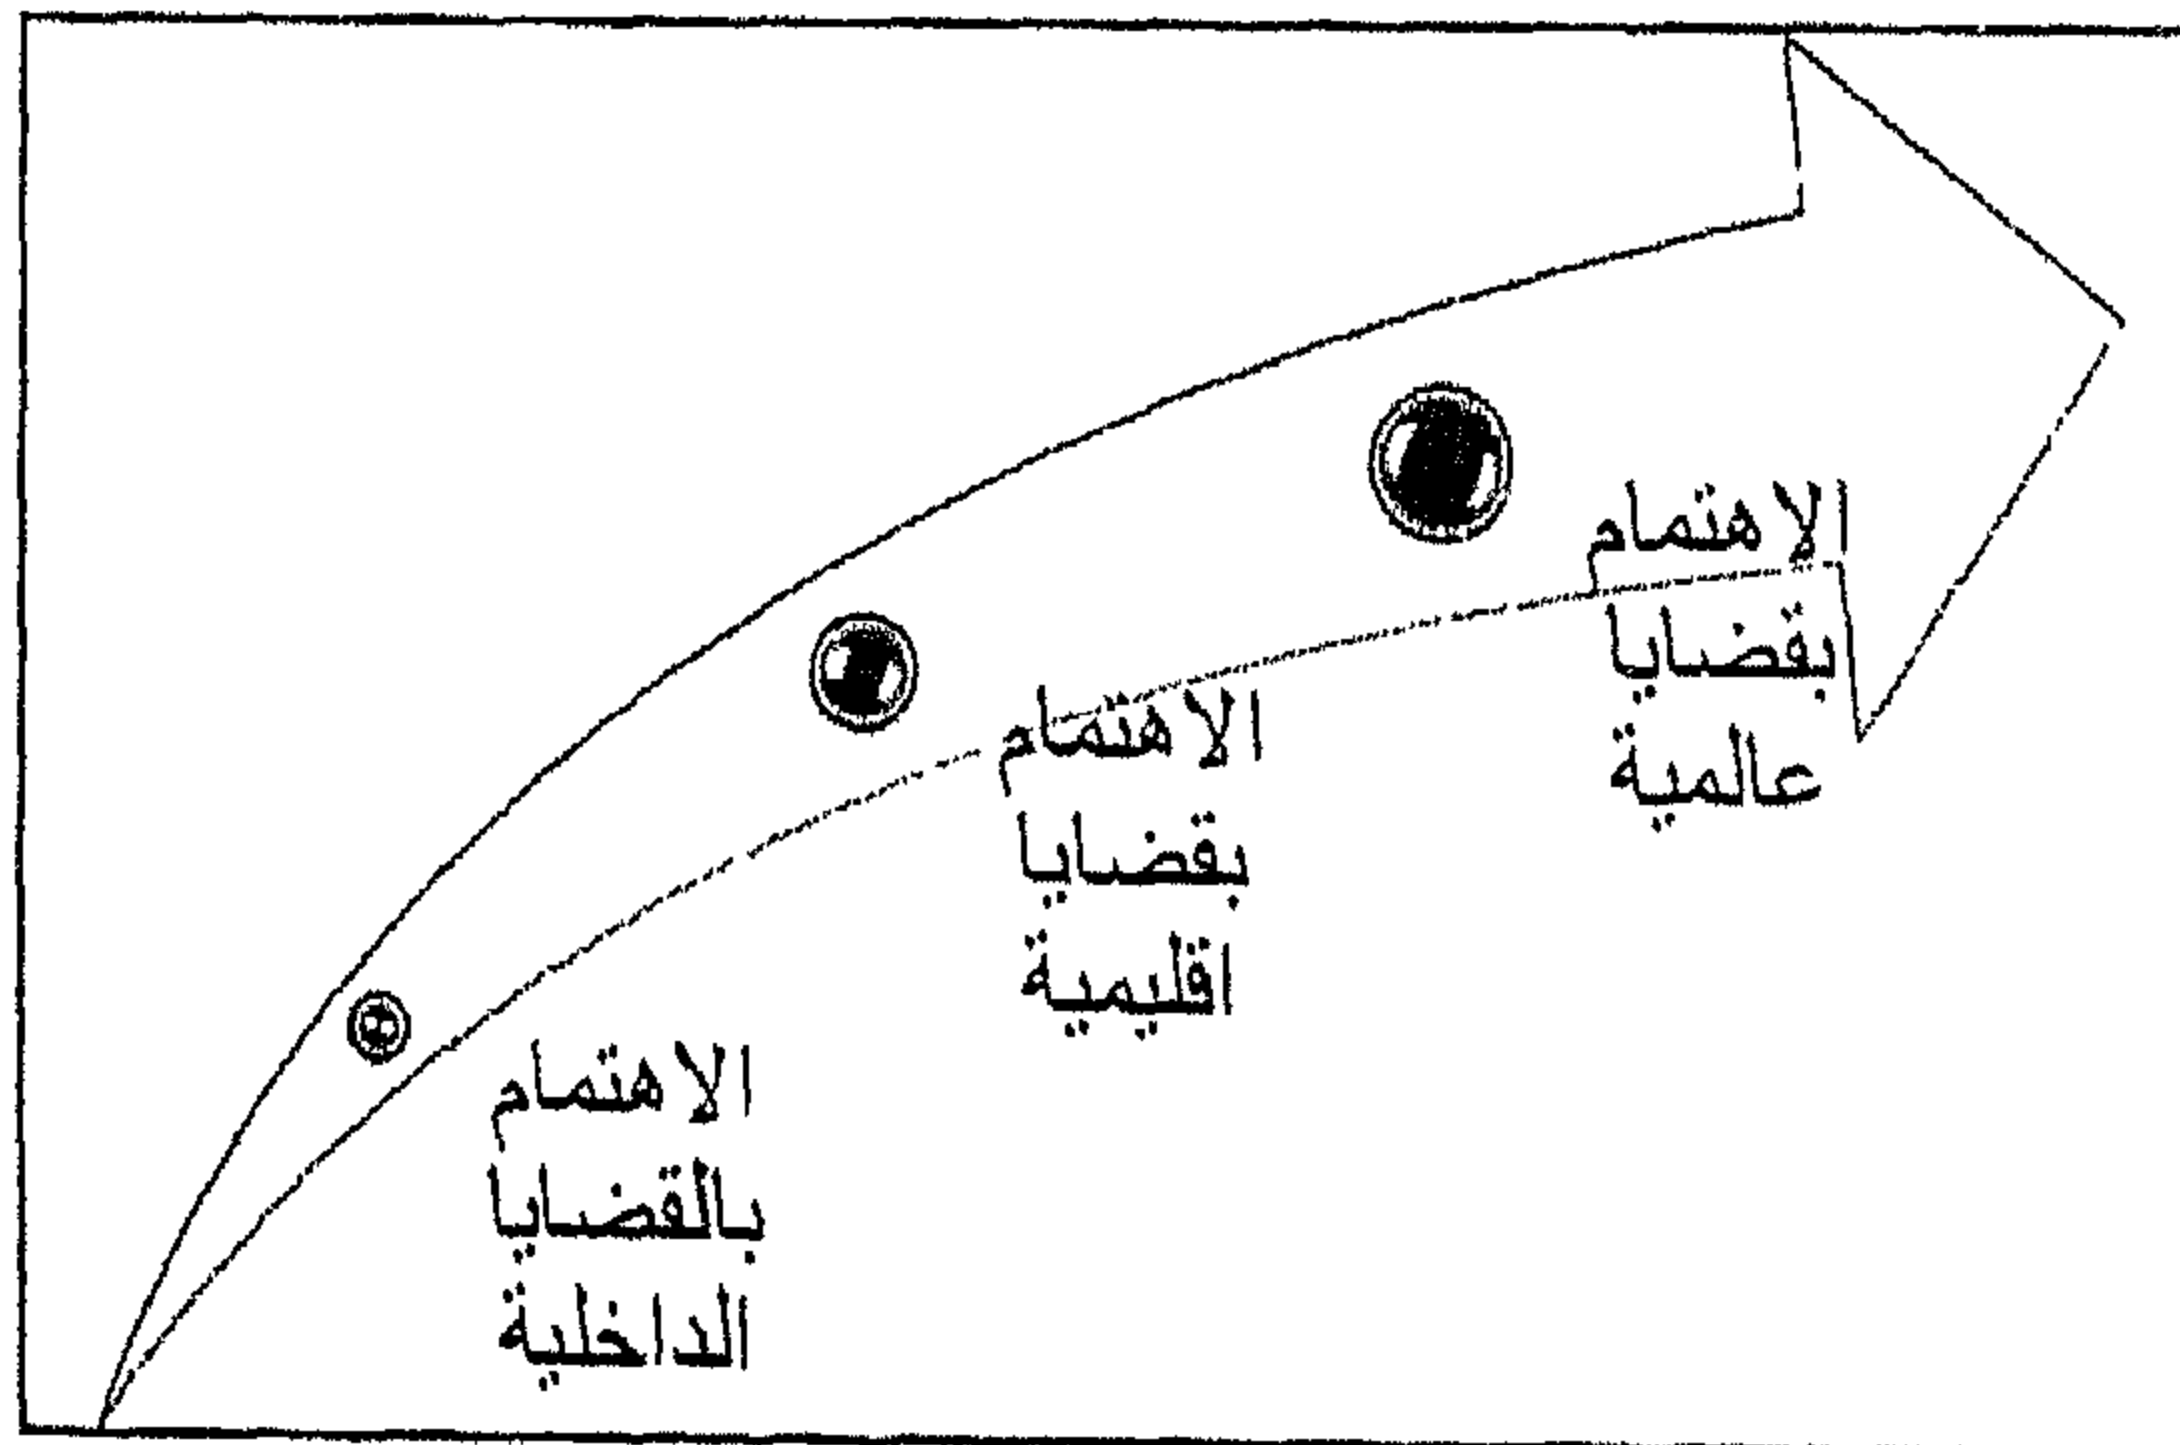 الاهتمام
بقضايا
عالمية
الاهتمام
بقضايا
اقليمية
الاهتمام
بالقضايا
الداخلية